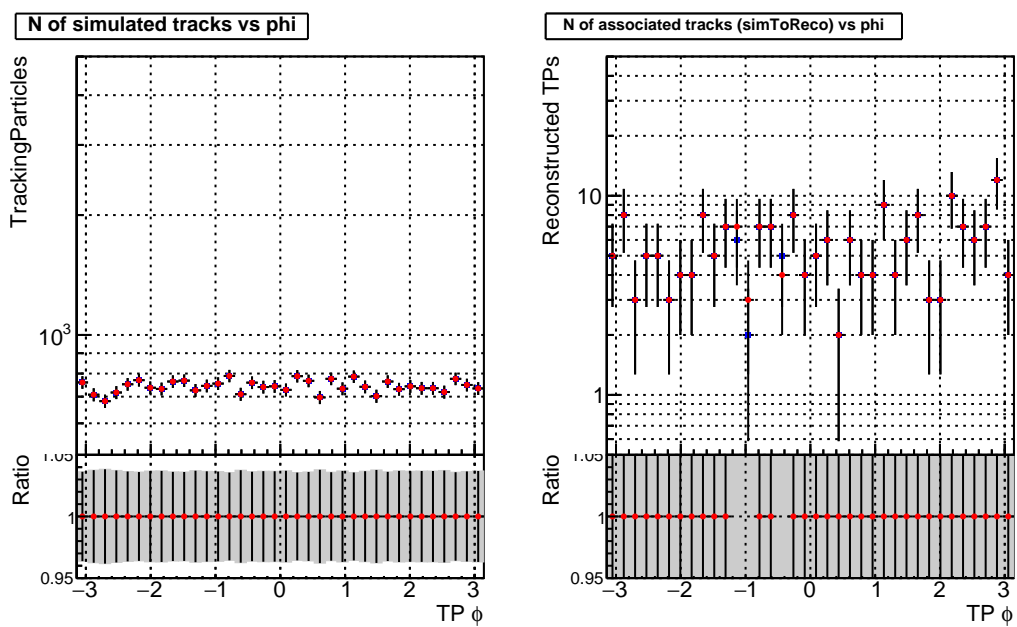 N of simulated tracks vs phi
TrackingParticles
10³
Ratio
1.05
1
0.95
−3 −2 −1 0 1 2 3
TP ϕ
N of associated tracks (simToReco) vs phi
Reconstructed TPs
10
1
Ratio
1.05
1
0.95
−3 −2 −1 0 1 2 3
TP ϕ